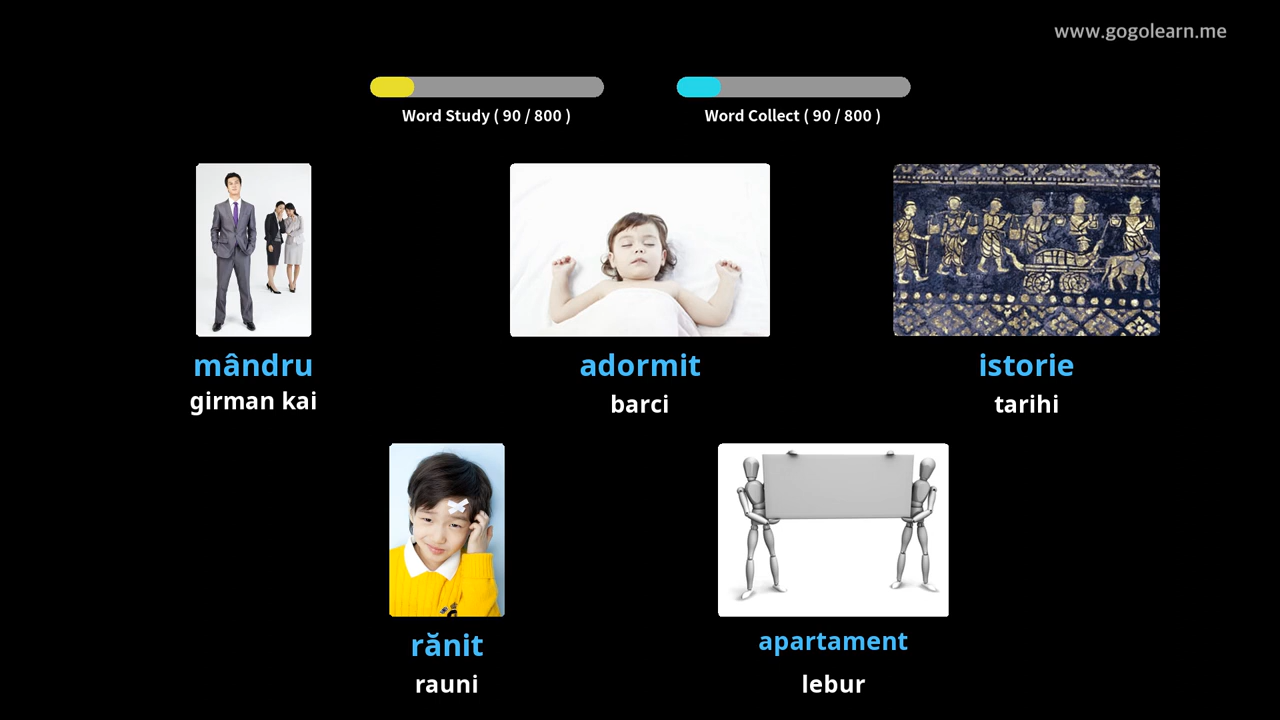 www.gogolearn.me
Word Study ( 90 / 800 )
Word Collect ( 90 / 800 )
mândru
girman kai
adormit
barci
istorie
tarihi
rănit
rauni
apartament
lebur